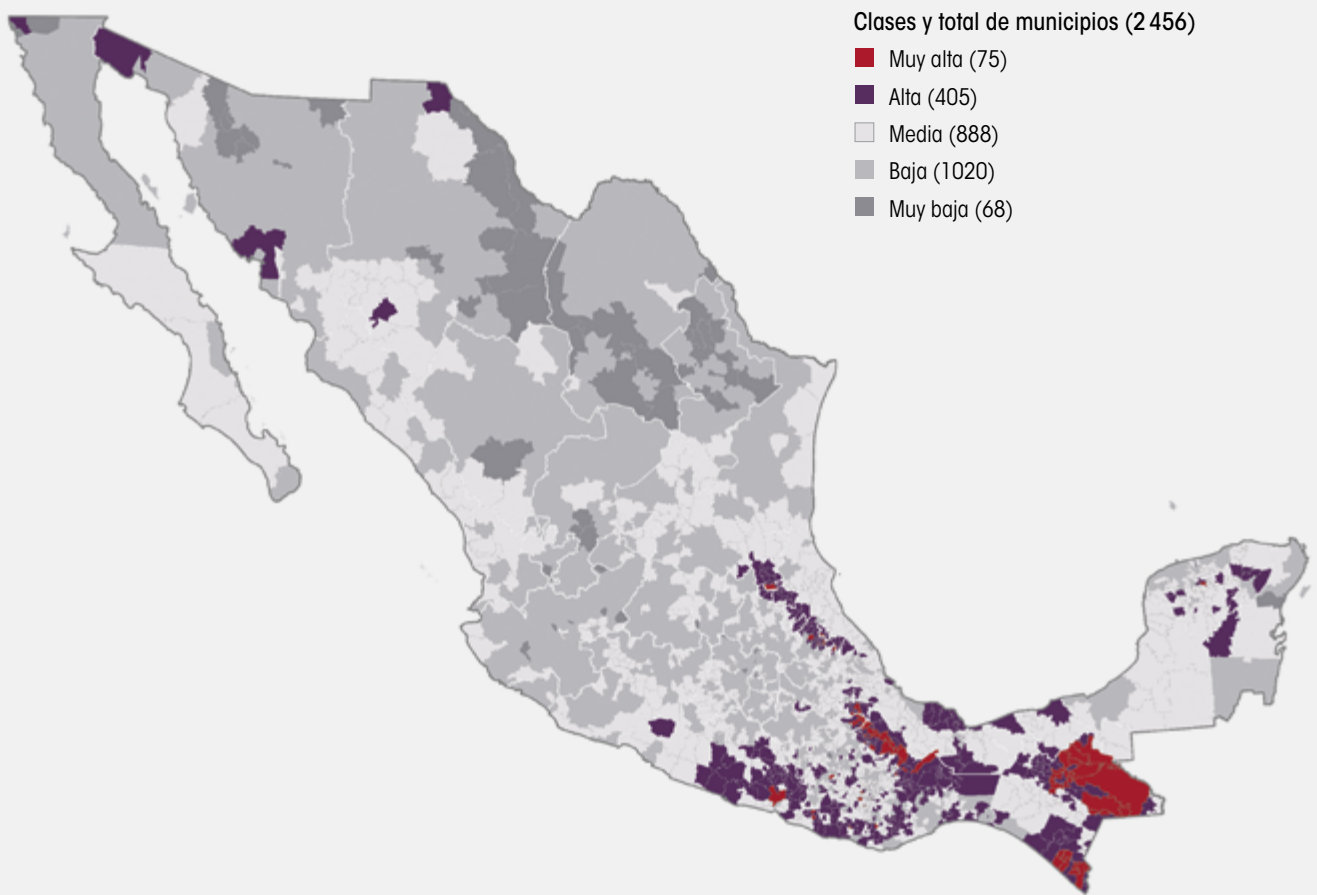 Clases y total de municipios (2 456)
Muy alta (75)
Alta (405)
Media (888)
Baja (1020)
Muy baja (68)